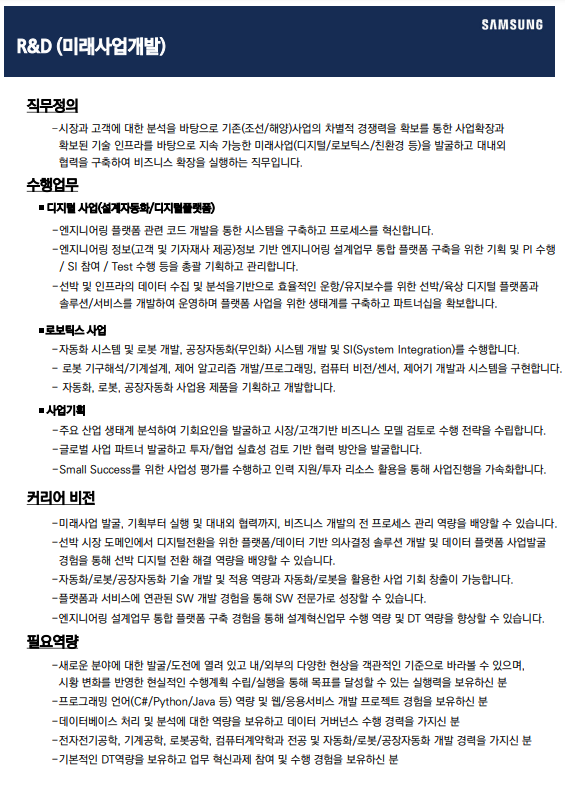 SAMSUNG
R&D (미래사업개발)
직무정의
–시장과 고객에 대한 분석을 바탕으로 기존(조선/해양)사업의 차별적 경쟁력을 확보를 통한 사업확장과
확보된 기술 인프라를 바탕으로 지속 가능한 미래사업(디지털/로보틱스/친환경 등)을 발굴하고 대내외
협력을 구축하여 비즈니스 확장을 실행하는 직무입니다.
수행업무
■ 디지털 사업(설계자동화/디지털플랫폼)
–엔지니어링 플랫폼 관련 코드 개발을 통한 시스템을 구축하고 프로세스를 혁신합니다.
–엔지니어링 정보(고객 및 기자재사 제공)정보 기반 엔지니어링 설계업무 통합 플랫폼 구축을 위한 기획 및 PI 수행
/ SI 참여 / Test 수행 등을 총괄 기획하고 관리합니다.
–선박 및 인프라의 데이터 수집 및 분석을기반으로 효율적인 운항/유지보수를 위한 선박/육상 디지털 플랫폼과
솔루션/서비스를 개발하여 운영하며 플랫폼 사업을 위한 생태계를 구축하고 파트너십을 확보합니다.
■로보틱스 사업
–자동화 시스템 및 로봇 개발, 공장자동화(무인화) 시스템 개발 및 SI(System Integration)를 수행합니다.
– 로봇 기구해석/기계설계, 제어 알고리즘 개발/프로그래밍, 컴퓨터 비전/센서, 제어기 개발과 시스템을 구현합니다.
– 자동화, 로봇, 공장자동화 사업용 제품을 기획하고 개발합니다.
■사업기획
–주요 산업 생태계 분석하여 기회요인을 발굴하고 시장/고객기반 비즈니스 모델 검토로 수행 전략을 수립합니다.
–글로벌 사업 파트너 발굴하고 투자/협업 실효성 검토 기반 협력 방안을 발굴합니다.
–Small Success를 위한 사업성 평가를 수행하고 인력 지원/투자 리소스 활용을 통해 사업진행을 가속화합니다.
커리어 비전
–미래사업 발굴, 기획부터 실행 및 대내외 협력까지, 비즈니스 개발의 전 프로세스 관리 역량을 배양할 수 있습니다.
–선박 시장 도메인에서 디지털전환을 위한 플랫폼/데이터 기반 의사결정 솔루션 개발 및 데이터 플랫폼 사업발굴
경험을 통해 선박 디지털 전환 해결 역량을 배양할 수 있습니다.
–자동화/로봇/공장자동화 기술 개발 및 적용 역량과 자동화/로봇을 활용한 사업 기회 창출이 가능합니다.
–플랫폼과 서비스에 연관된 SW 개발 경험을 통해 SW 전문가로 성장할 수 있습니다.
–엔지니어링 설계업무 통합 플랫폼 구축 경험을 통해 설계혁신업무 수행 역량 및 DT 역량을 향상할 수 있습니다.
필요역량
–새로운 분야에 대한 발굴/도전에 열려 있고 내/외부의 다양한 현상을 객관적인 기준으로 바라볼 수 있으며,
시황 변화를 반영한 현실적인 수행계획 수립/실행을 통해 목표를 달성할 수 있는 실행력을 보유하신 분
–프로그래밍 언어(C#/Python/Java 등) 역량 및 웹/응용서비스 개발 프로젝트 경험을 보유하신 분
–데이터베이스 처리 및 분석에 대한 역량을 보유하고 데이터 거버넌스 수행 경력을 가지신 분
–전자전기공학, 기계공학, 로봇공학, 컴퓨터계약학과 전공 및 자동화/로봇/공장자동화 개발 경력을 가지신 분
–기본적인 DT역량을 보유하고 업무 혁신과제 참여 및 수행 경험을 보유하신 분